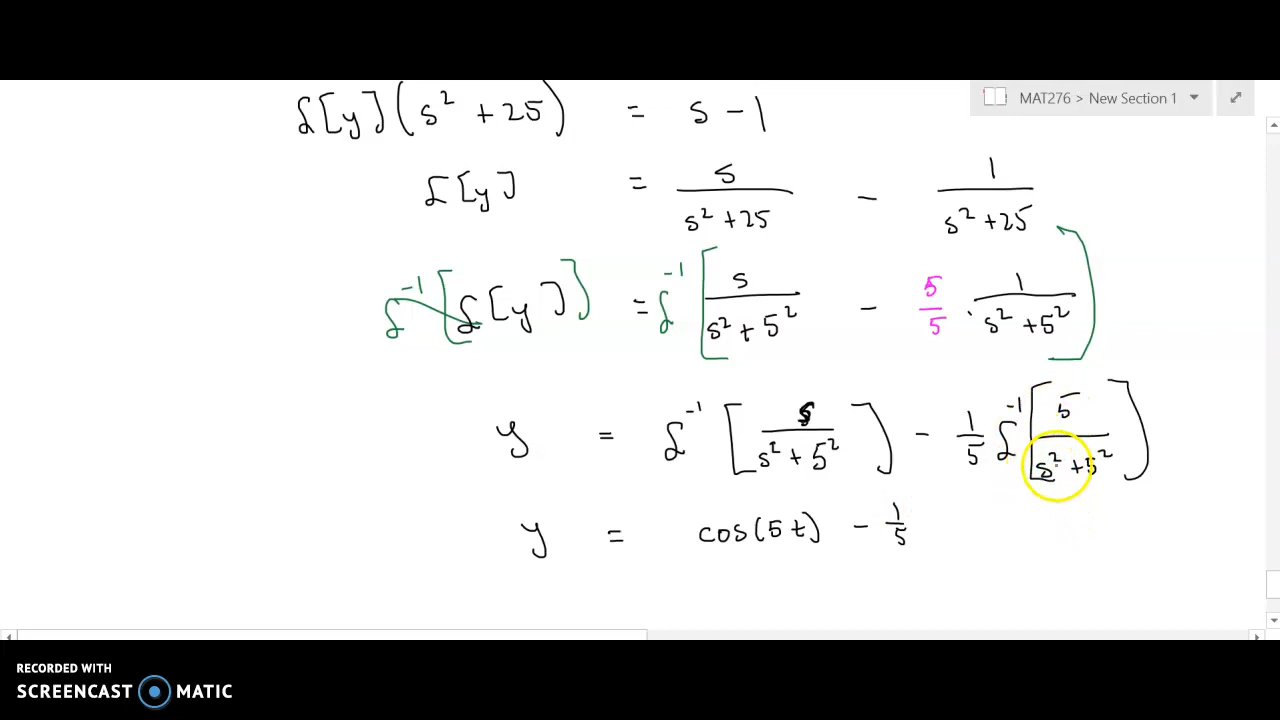 £[y](s² + 25) = s - 1
MAT276 > New Section 1
£[y] = s/(s² + 25) - 1/(s² + 25)
£⁻¹[£[y]] = £⁻¹[s/(s² + 5²) - 5/5 · 1/(s² + 5²)]
y = £⁻¹[s/(s² + 5²)] - 1/5 £⁻¹[5/(s² + 5²)]
y = cos(5t) - 1/5
RECORDED WITH
SCREENCAST MATIC